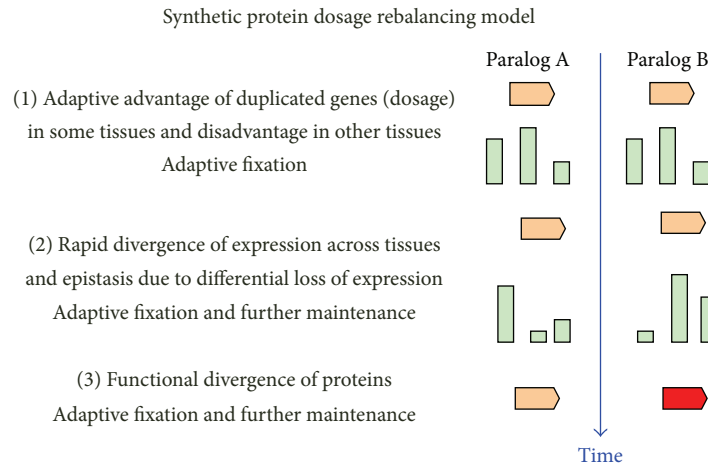 Synthetic protein dosage rebalancing model
Paralog A
Paralog B
(1) Adaptive advantage of duplicated genes (dosage)
in some tissues and disadvantage in other tissues
Adaptive fixation
(2) Rapid divergence of expression across tissues
and epistasis due to differential loss of expression
Adaptive fixation and further maintenance
(3) Functional divergence of proteins
Adaptive fixation and further maintenance
Time